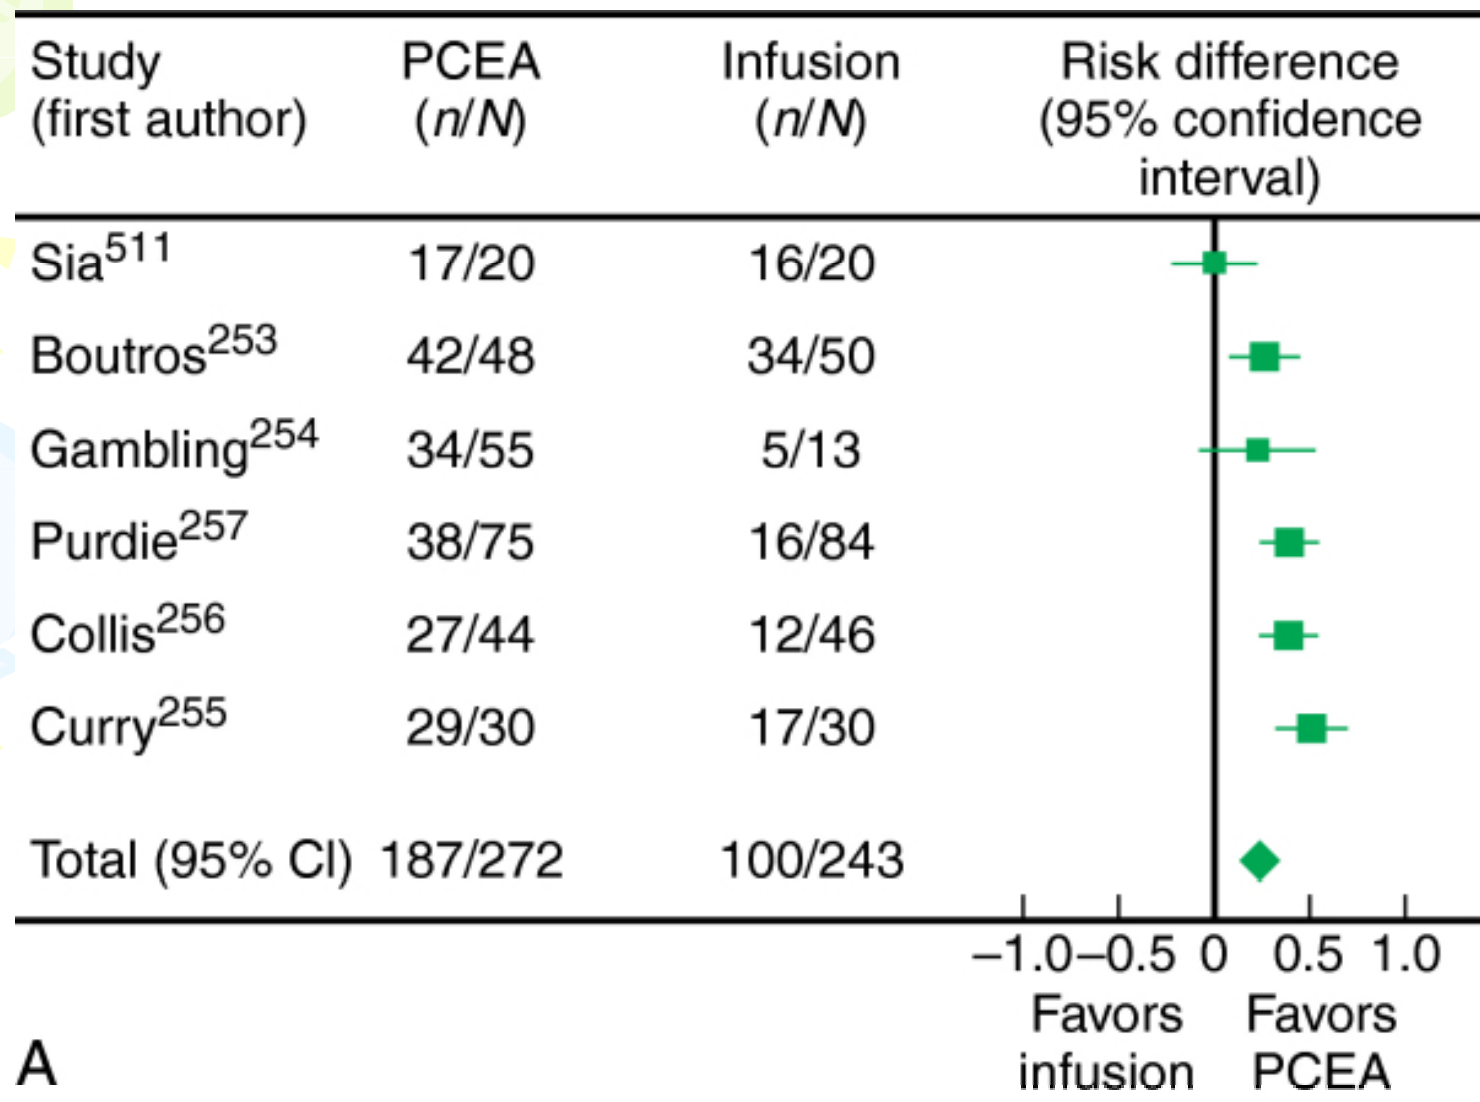 Study PCEA Infusion Risk difference
(first author) (n/N) (n/N) (95% confidence
interval)
Sia511 17/20 16/20
Boutros253 42/48 34/50
Gambling254 34/55 5/13
Purdie257 38/75 16/84
Collis256 27/44 12/46
Curry255 29/30 17/30
Total (95% CI) 187/272 100/243
–1.0 –0.5 0 0.5 1.0
Favors Favors
infusion PCEA
A